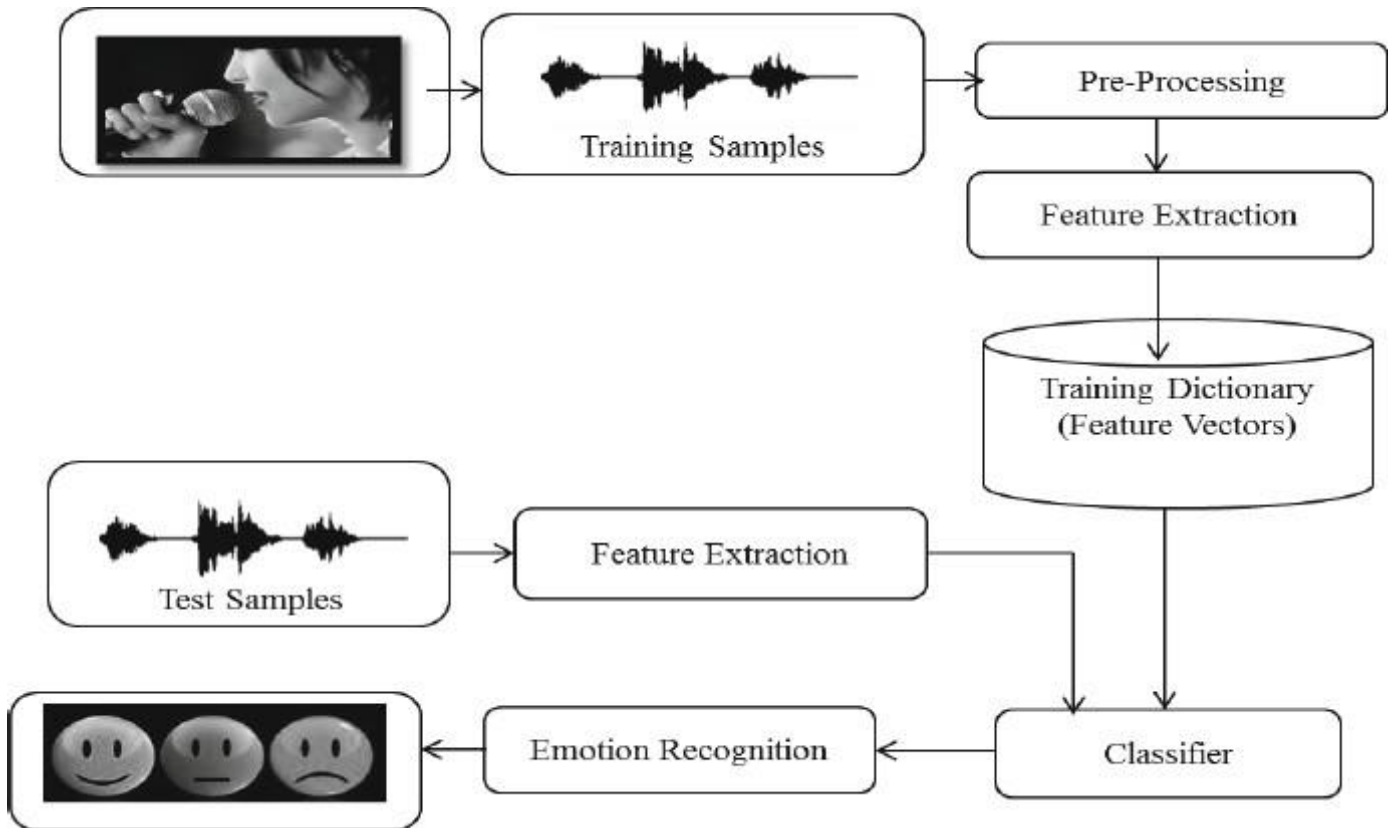 Training Samples
Pre-Processing
Feature Extraction
Training Dictionary
(Feature Vectors)
Test Samples
Feature Extraction
Emotion Recognition
Classifier